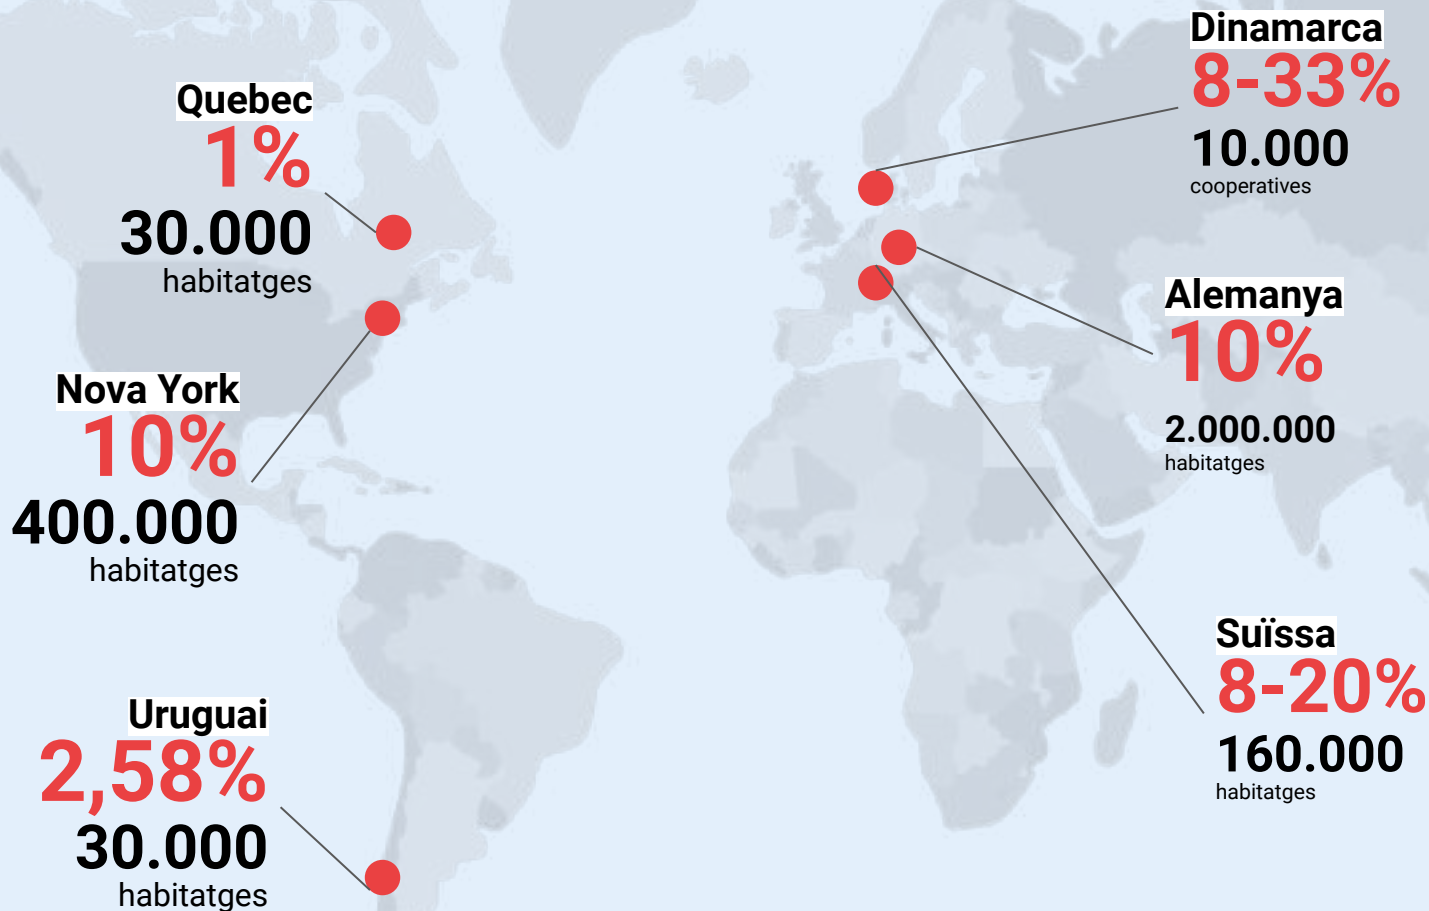 Quebec
1%
30.000
habitatges
Nova York
10%
400.000
habitatges
Uruguai
2,58%
30.000
habitatges
Dinamarca
8-33%
10.000
cooperatives
Alemanya
10%
2.000.000
habitatges
Suïssa
8-20%
160.000
habitatges